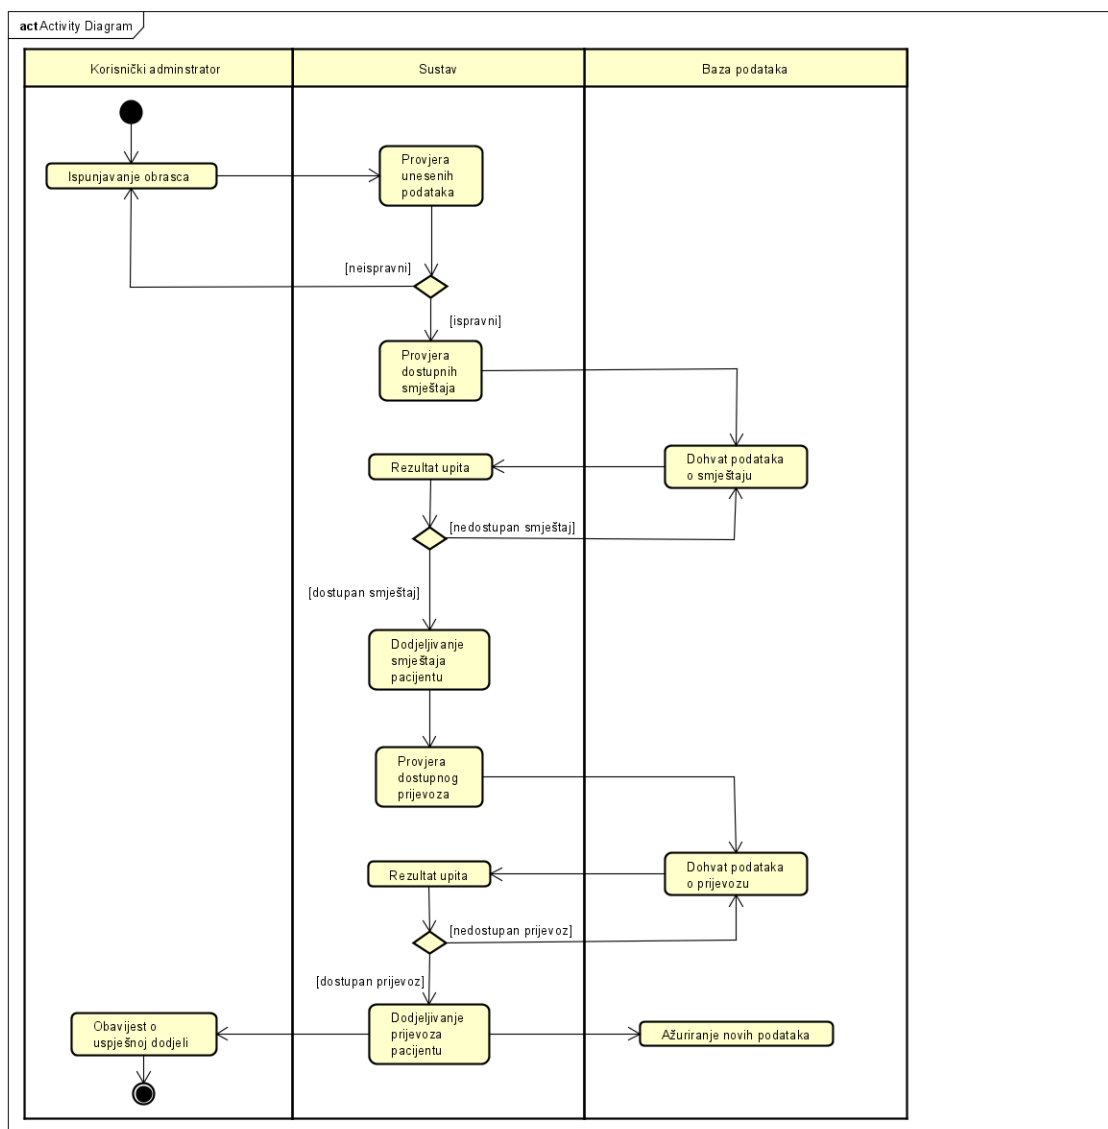 act Activity Diagram
Korisnički adminstrator
Sustav
Baza podataka
Ispunjavanje obrasca
Provjera
unesenih
podataka
[neispravni]
[ispravni]
Provjera
dostupnih
smještaja
Dohvat podataka
o smještaju
Rezultat upita
[nedostupan smještaj]
[dostupan smještaj]
Dodjeljivanje
smještaja
pacijentu
Provjera
dostupnog
prijevoza
Dohvat podataka
o prijevozu
Rezultat upita
[nedostupan prijevoz]
[dostupan prijevoz]
Dodjeljivanje
prijevoza
pacijentu
Obavijest o
uspješnoj dodjeli
Ažuriranje novih podataka